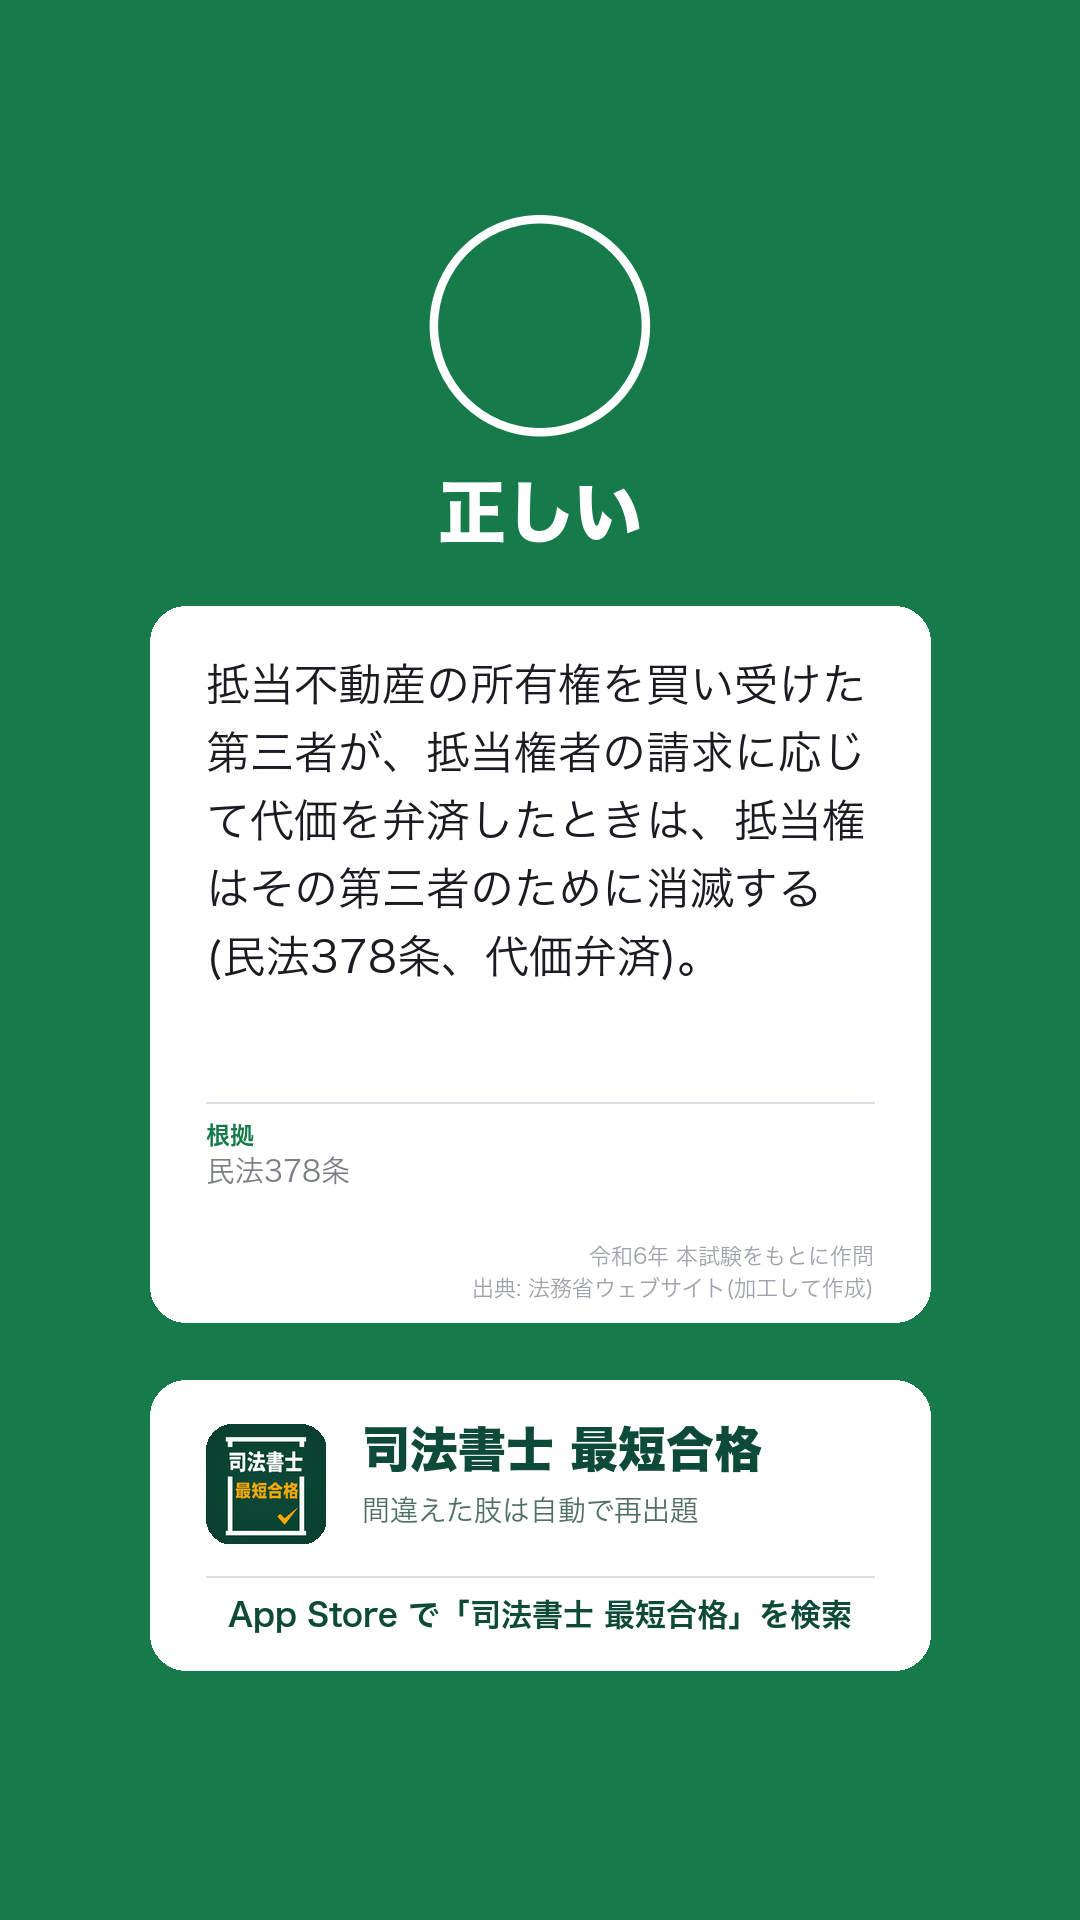 正しい
抵当不動産の所有権を買い受けた
第三者が、抵当権者の請求に応じ
て代価を弁済したときは、抵当権
はその第三者のために消滅する
(民法378条、代価弁済)。
根拠
民法378条
令和6年 本試験をもとに作問
出典: 法務省ウェブサイト(加工して作成)
司法書士
最短合格
司法書士 最短合格
間違えた肢は自動で再出題
App Store で「司法書士 最短合格」を検索